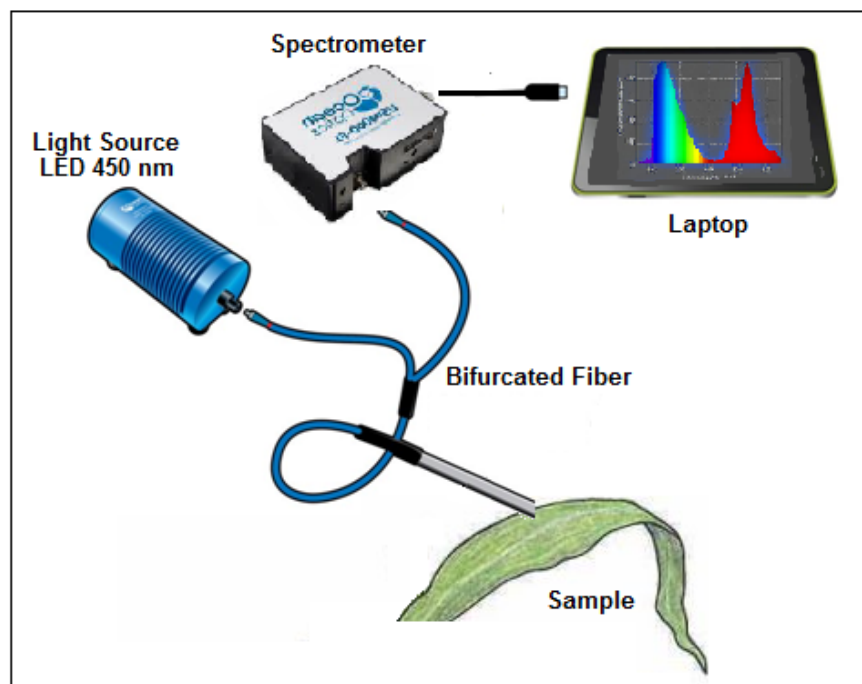 Spectrometer
Light Source
LED 450 nm
Laptop
Bifurcated Fiber
Sample